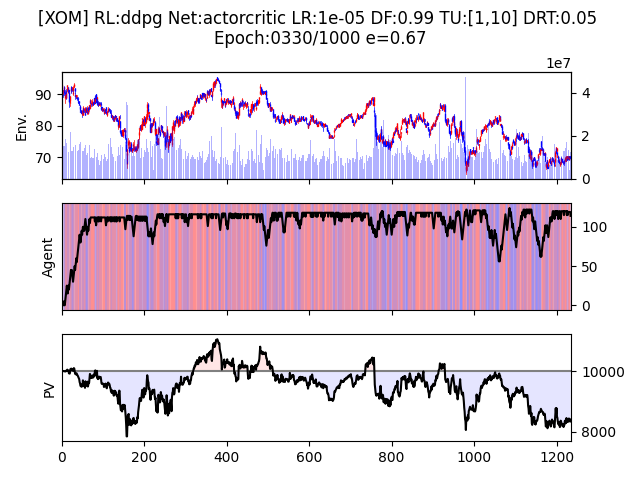 [XOM] RL:ddpg Net:actorcritic LR:1e-05 DF:0.99 TU:[1,10] DRT:0.05
Epoch:0330/1000 e=0.67
1e7
Env.
90
80
70
4
2
0
Agent
100
50
0
PV
10000
8000
0 200 400 600 800 1000 1200